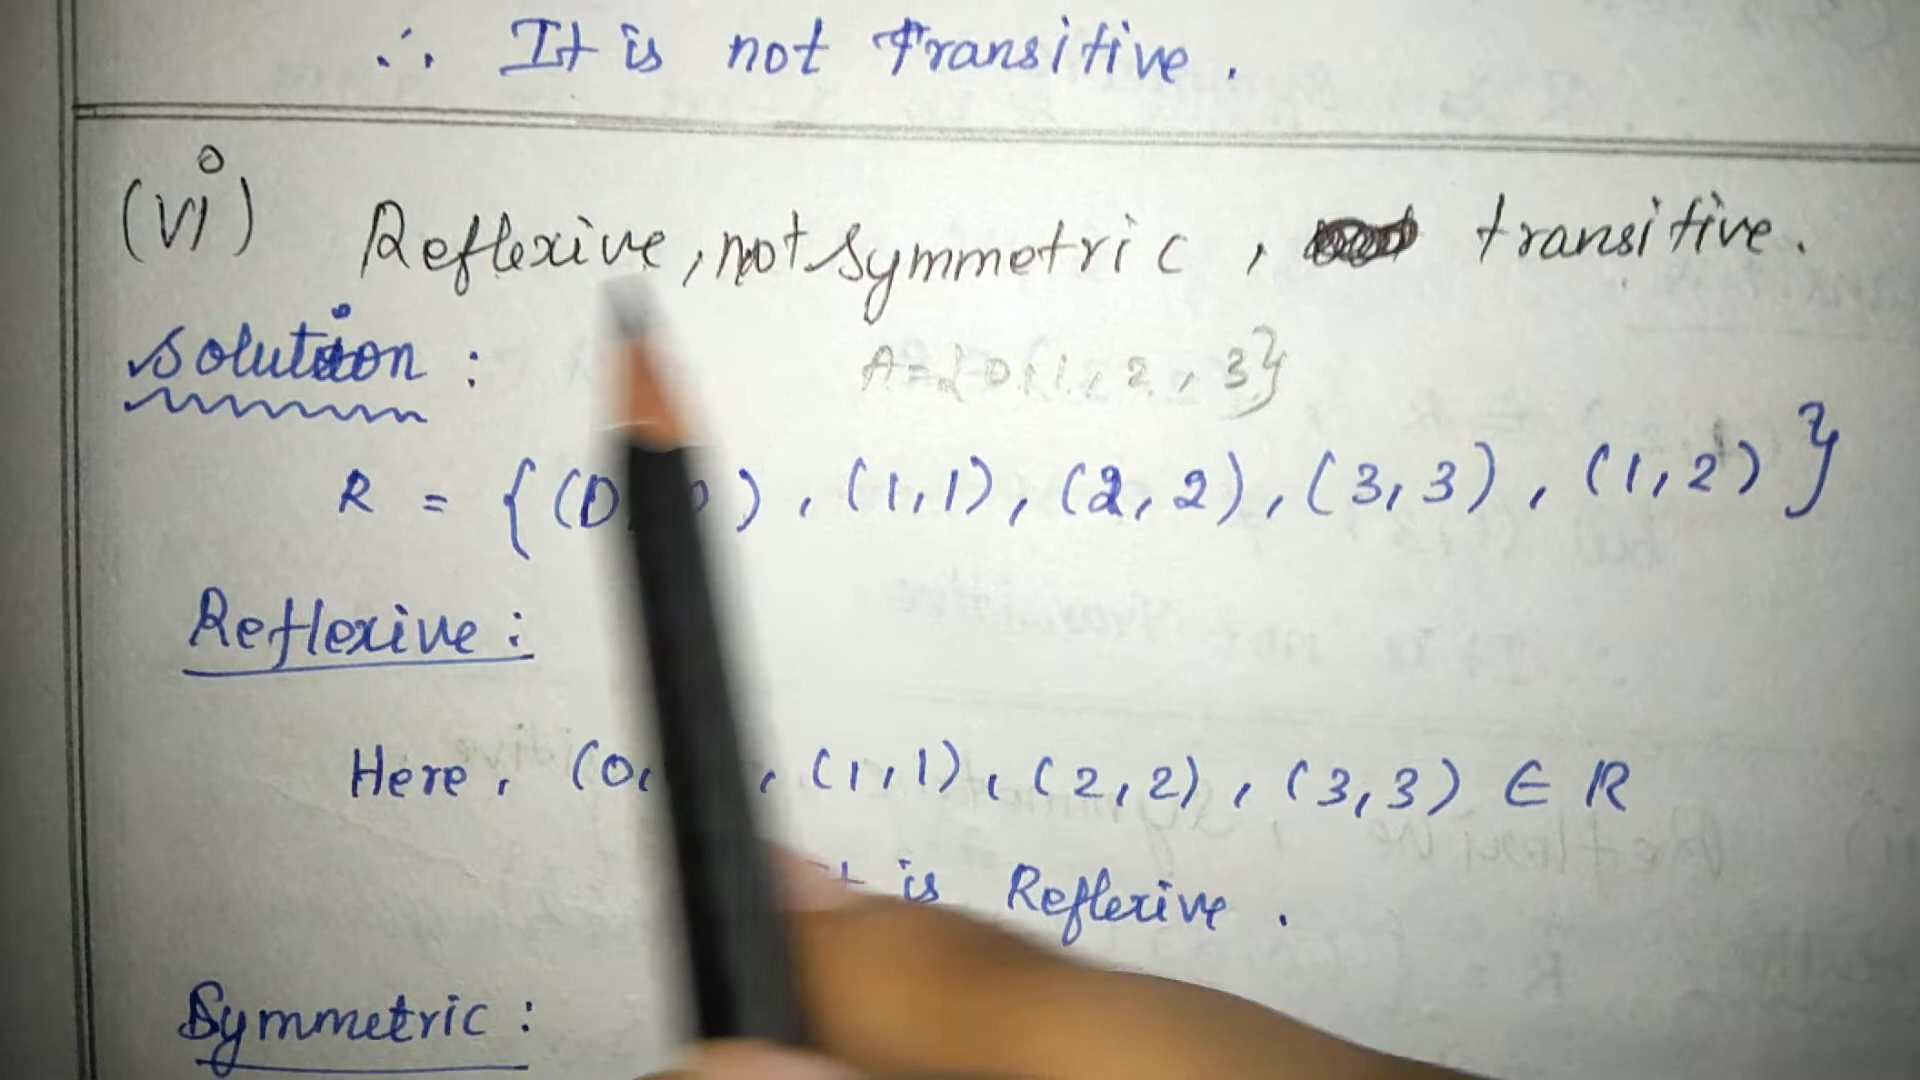 ∴ It is not Transitive.
(vi) Reflexive, not Symmetric, transitive.
Solution :
A={0,1,2,3}
R = {(0, 0), (1,1), (2,2), (3,3), (1,2)}
Reflexive :
Here, (0, , (1,1), (2,2), (3,3) ∈ R
is Reflexive.
Symmetric :